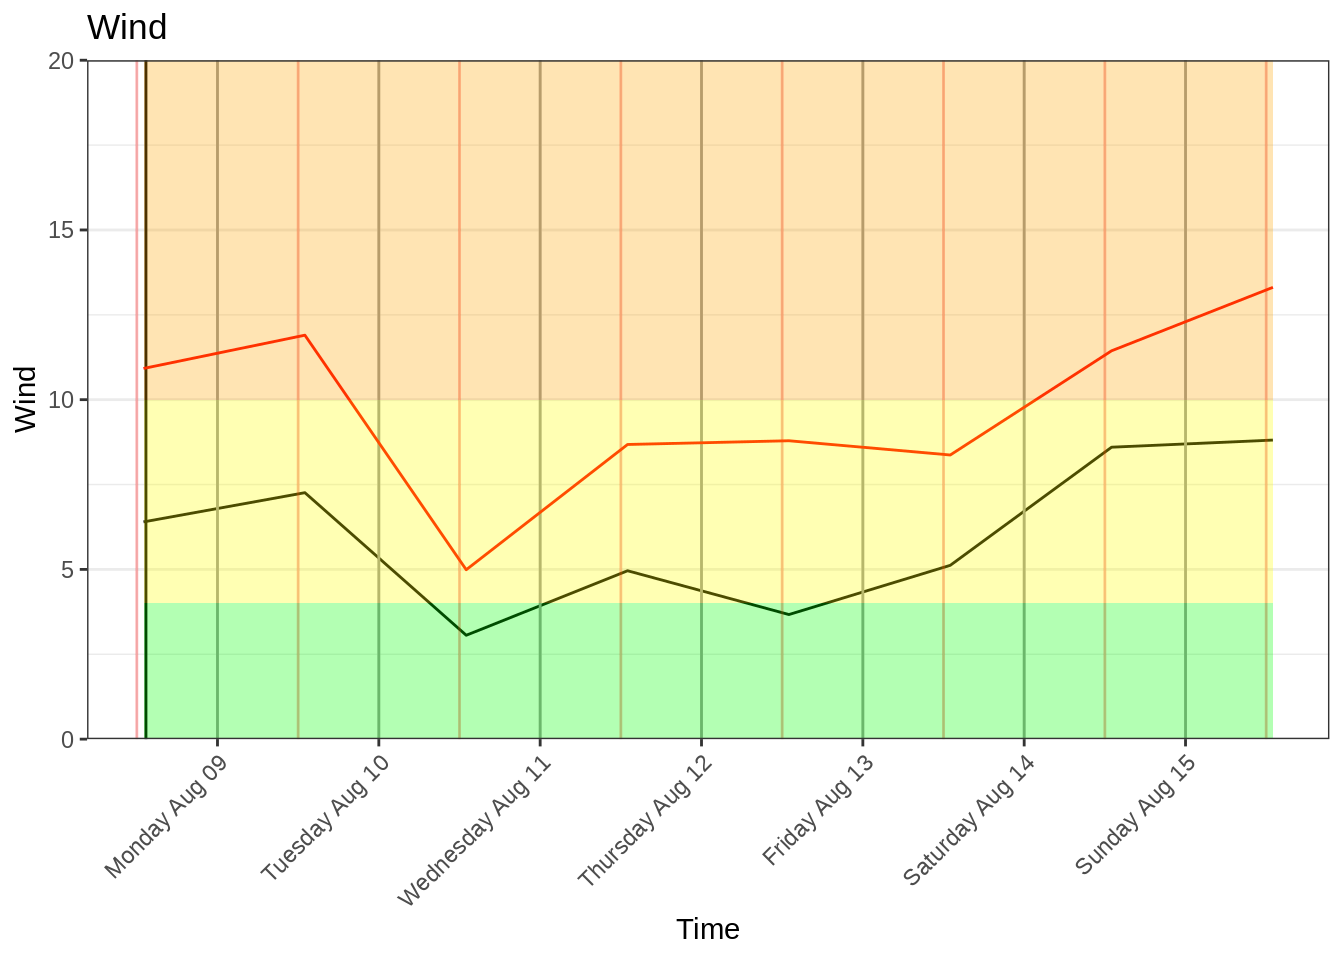 Wind
20
15
10
5
0
Wind
Monday Aug 09
Tuesday Aug 10
Wednesday Aug 11
Thursday Aug 12
Friday Aug 13
Saturday Aug 14
Sunday Aug 15
Time